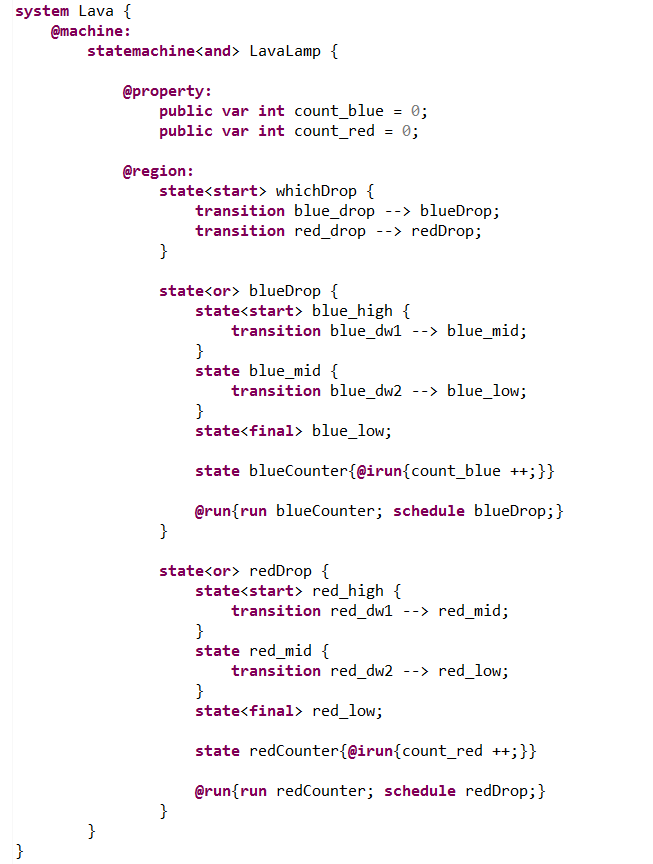 system Lava {
    @machine:
        statemachine<and> LavaLamp {

            @property:
                public var int count_blue = 0;
                public var int count_red = 0;

            @region:
                state<start> whichDrop {
                    transition blue_drop --> blueDrop;
                    transition red_drop --> redDrop;
                }

                state<or> blueDrop {
                    state<start> blue_high {
                        transition blue_dw1 --> blue_mid;
                    }
                    state blue_mid {
                        transition blue_dw2 --> blue_low;
                    }
                    state<final> blue_low;

                    state blueCounter{@irun{count_blue ++;}}

                    @run{run blueCounter; schedule blueDrop;}
                }

                state<or> redDrop {
                    state<start> red_high {
                        transition red_dw1 --> red_mid;
                    }
                    state red_mid {
                        transition red_dw2 --> red_low;
                    }
                    state<final> red_low;

                    state redCounter{@irun{count_red ++;}}

                    @run{run redCounter; schedule redDrop;}
                }
        }
}